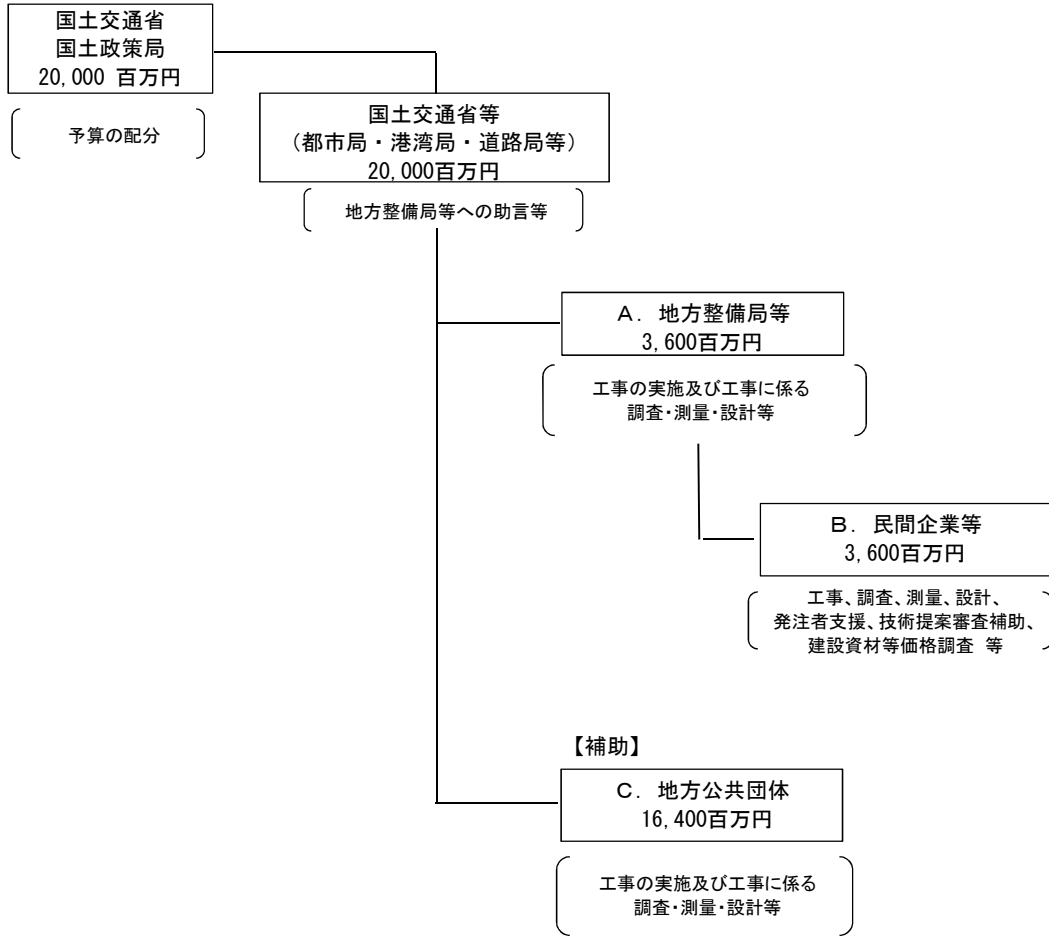 国土交通省
国土政策局
20,000 百万円
予算の配分
国土交通省等
（都市局・港湾局・道路局等）
20,000百万円
地方整備局等への助言等
Ａ．地方整備局等
3,600百万円
工事の実施及び工事に係る
調査・測量・設計等
Ｂ．民間企業等
3,600百万円
工事、調査、測量、設計、
発注者支援、技術提案審査補助、
建設資材等価格調査　等
【補助】
Ｃ．地方公共団体
16,400百万円
工事の実施及び工事に係る
調査・測量・設計等